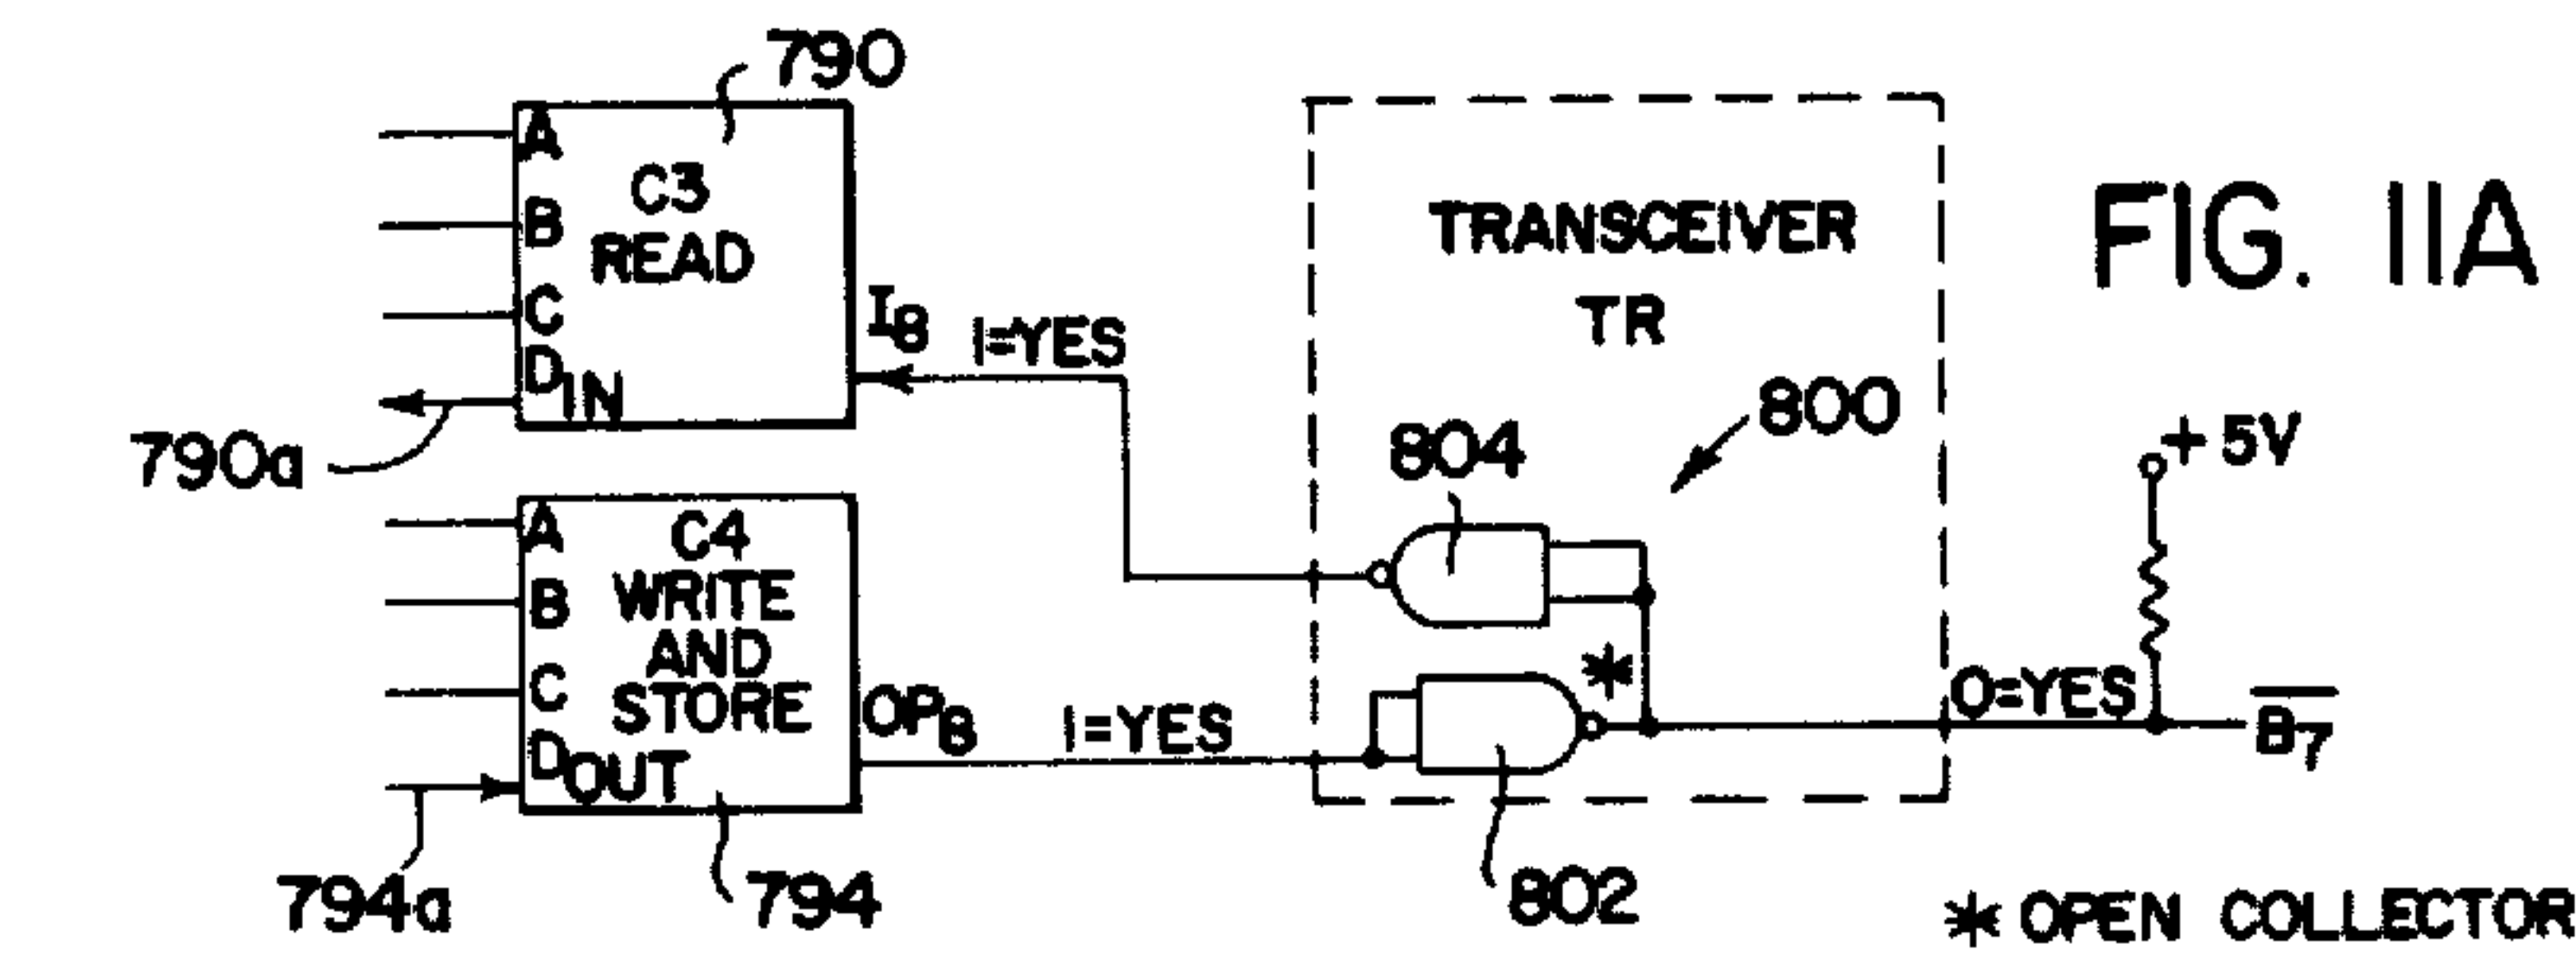 790
A
C3
B
READ
C
DIN
I8
1=YES
790a
TRANSCEIVER
TR
FIG. 11A
800
804
+5V
A
C4
B
WRITE
AND
C
STORE
DOUT
OP8
1=YES
*
0=YES
B7
794a
794
802
* OPEN COLLECTOR